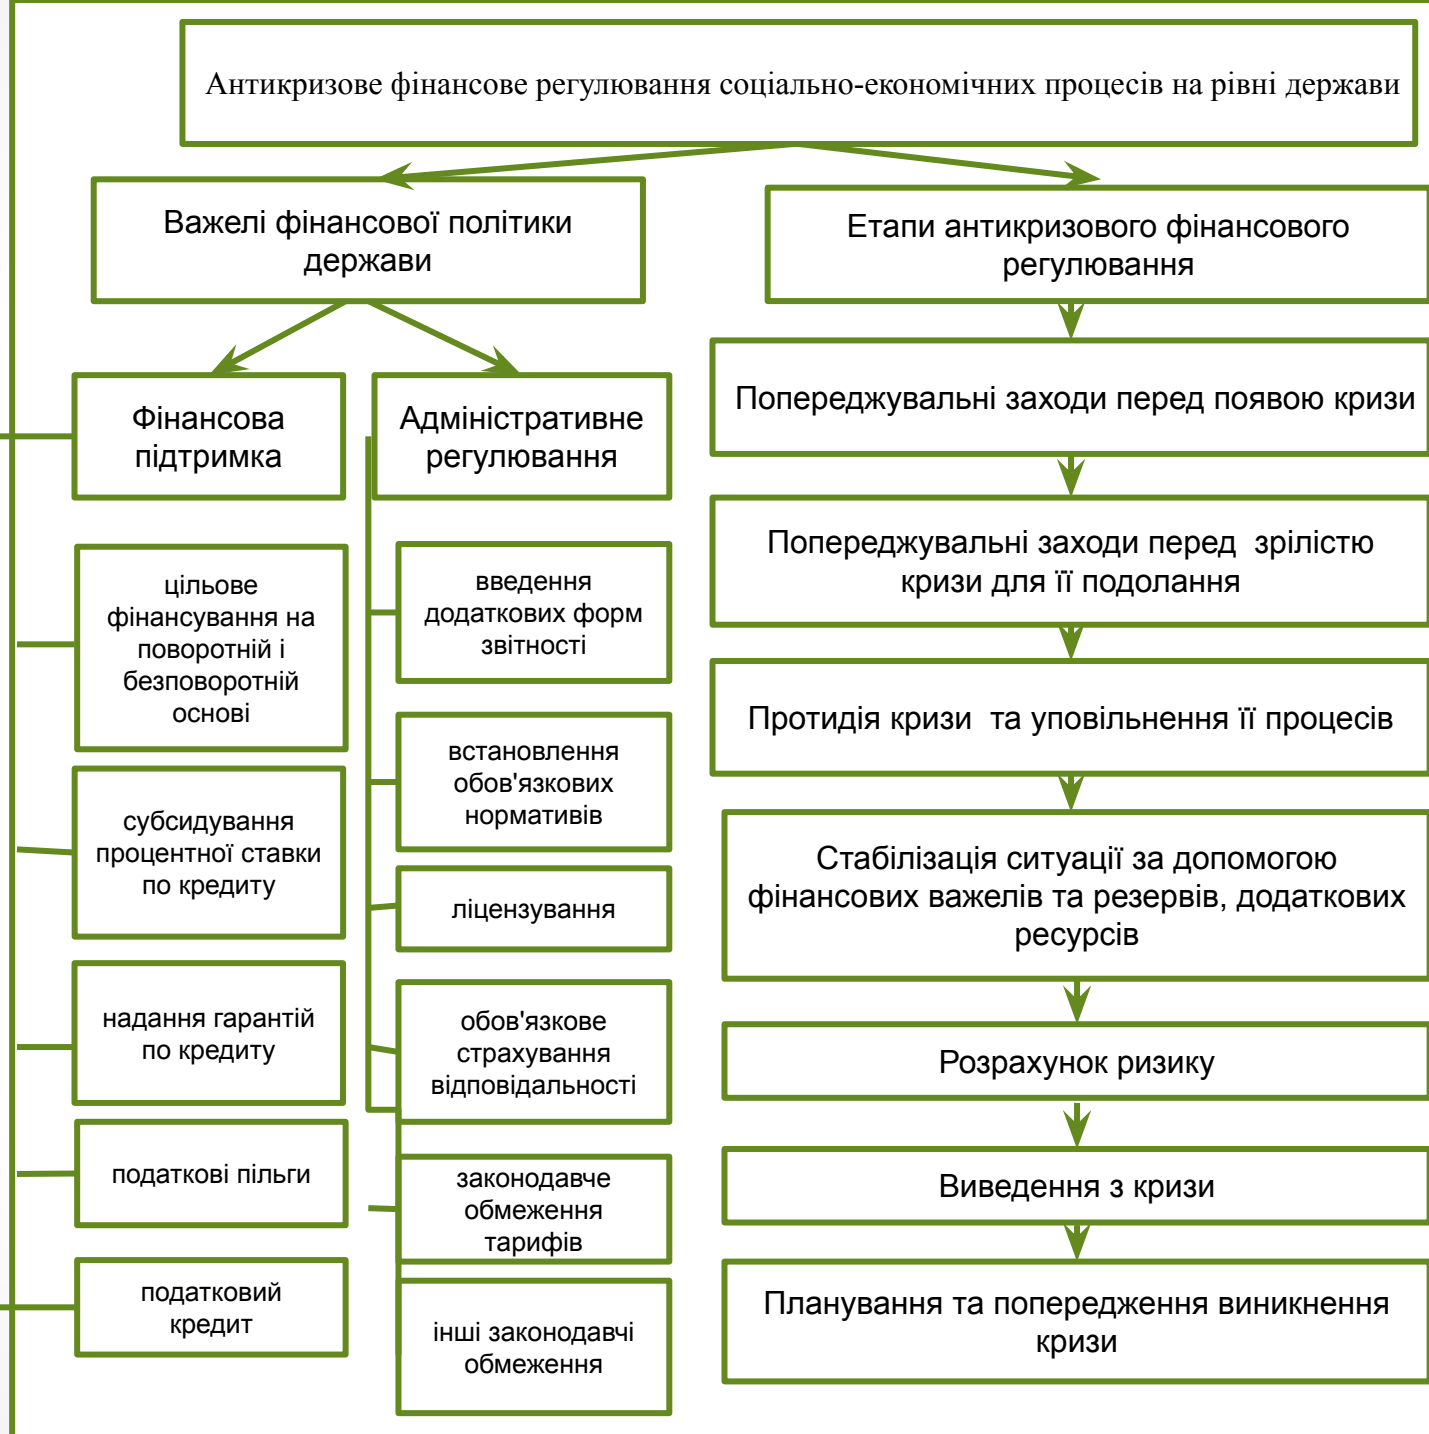 Антикризове фінансове регулювання соціально-економічних процесів на рівні держави
Важелі фінансової політики
держави
Фінансова
підтримка
цільове
фінансування на
поворотній і
безповоротній
основі
субсидування
процентної ставки
по кредиту
надання гарантій
по кредиту
податкові пільги
податковий
кредит
Адміністративне
регулювання
введення
додаткових форм
звітності
встановлення
обов'язкових
нормативів
ліцензування
обов'язкове
страхування
відповідальності
законодавче
обмеження
тарифів
інші законодавчі
обмеження
Етапи антикризового фінансового
регулювання
Попереджувальні заходи перед появою кризи
Попереджувальні заходи перед  зрілістю
кризи для її подолання
Протидія кризи  та уповільнення її процесів
Стабілізація ситуації за допомогою
фінансових важелів та резервів, додаткових
ресурсів
Розрахунок ризику
Виведення з кризи
Планування та попередження виникнення
кризи